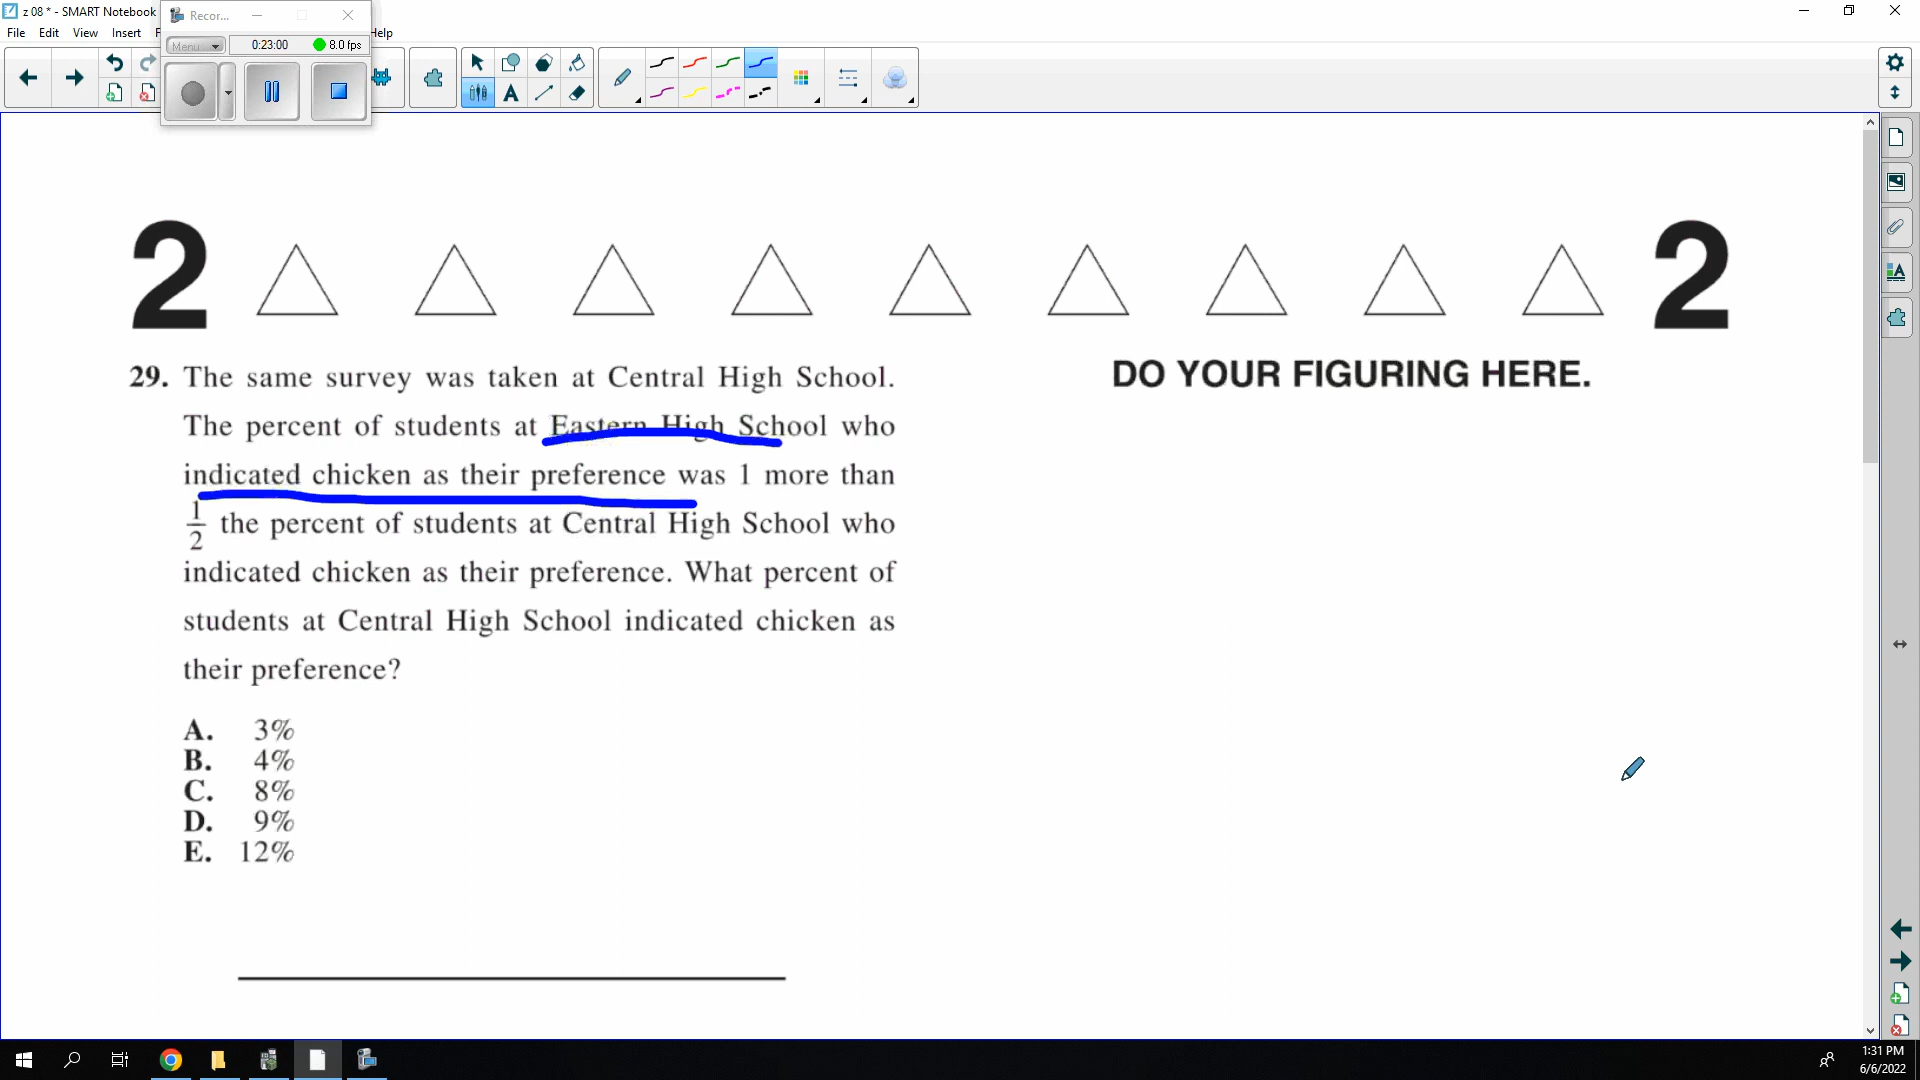 z 08 * - SMART Notebook
Recor...
File Edit View Insert
Help
Menu
0:23:00
8.0 fps
2 2
29. The same survey was taken at Central High School.
The percent of students at Eastern High School who
indicated chicken as their preference was 1 more than
1/2 the percent of students at Central High School who
indicated chicken as their preference. What percent of
students at Central High School indicated chicken as
their preference?
A. 3%
B. 4%
C. 8%
D. 9%
E. 12%
DO YOUR FIGURING HERE.
1:31 PM
6/6/2022